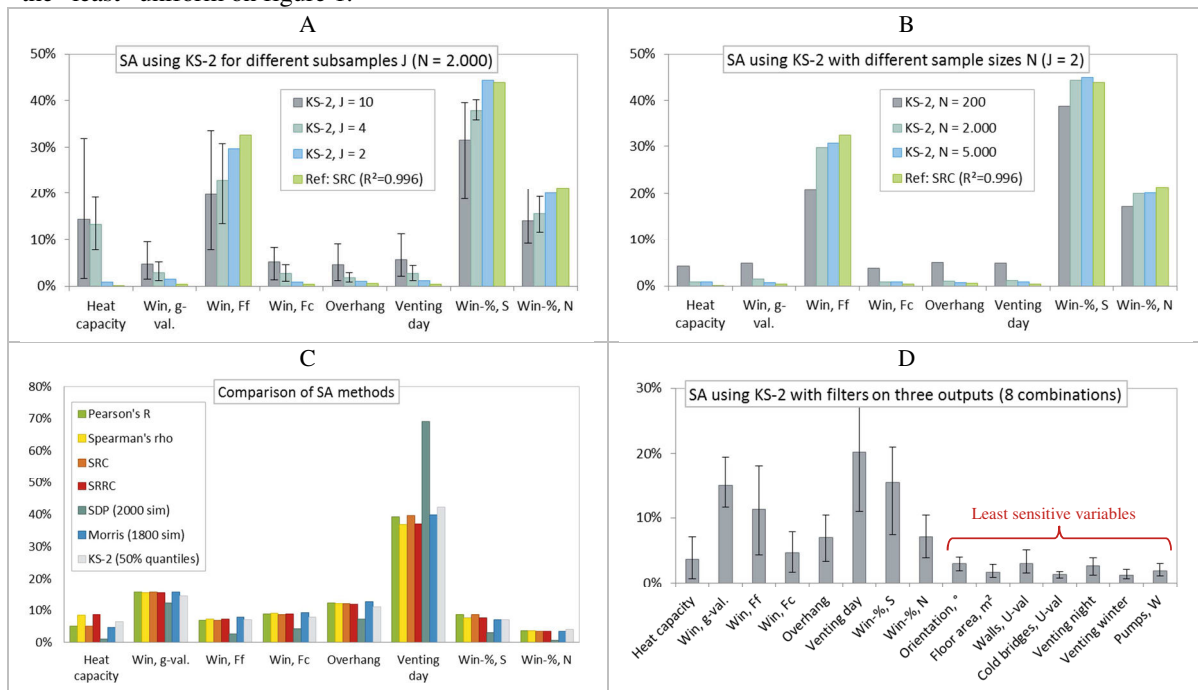 the "least" uniform on figure 1.
A
SA using KS-2 for different subsamples J (N = 2.000)
50%
40%
30%
20%
10%
0%
KS-2, J = 10
KS-2, J = 4
KS-2, J = 2
Ref: SRC (R²=0.996)
Heat capacity
Win, g-val.
Win, Ff
Win, Fc
Overhang
Venting day
Win-%, S
Win-%, N
B
SA using KS-2 with different sample sizes N (J = 2)
50%
40%
30%
20%
10%
0%
KS-2, N = 200
KS-2, N = 2.000
KS-2, N = 5.000
Ref: SRC (R²=0.996)
Heat capacity
Win, g-val.
Win, Ff
Win, Fc
Overhang
Venting day
Win-%, S
Win-%, N
C
Comparison of SA methods
80%
70%
60%
50%
40%
30%
20%
10%
0%
Pearson's R
Spearman's rho
SRC
SRRC
SDP (2000 sim)
Morris (1800 sim)
KS-2 (50% quantiles)
Heat capacity
Win, g-val.
Win, Ff
Win, Fc
Overhang
Venting day
Win-%, S
Win-%, N
D
SA using KS-2 with filters on three outputs (8 combinations)
30%
20%
10%
0%
Least sensitive variables
Heat capacity
Win, g-val.
Win, Ff
Win, Fc
Overhang
Venting day
Win-%, S
Win-%, N
Orientation, °
Floor area, m²
Walls, U-val
Cold bridges, U-val
Venting night
Venting winter
Pumps, W